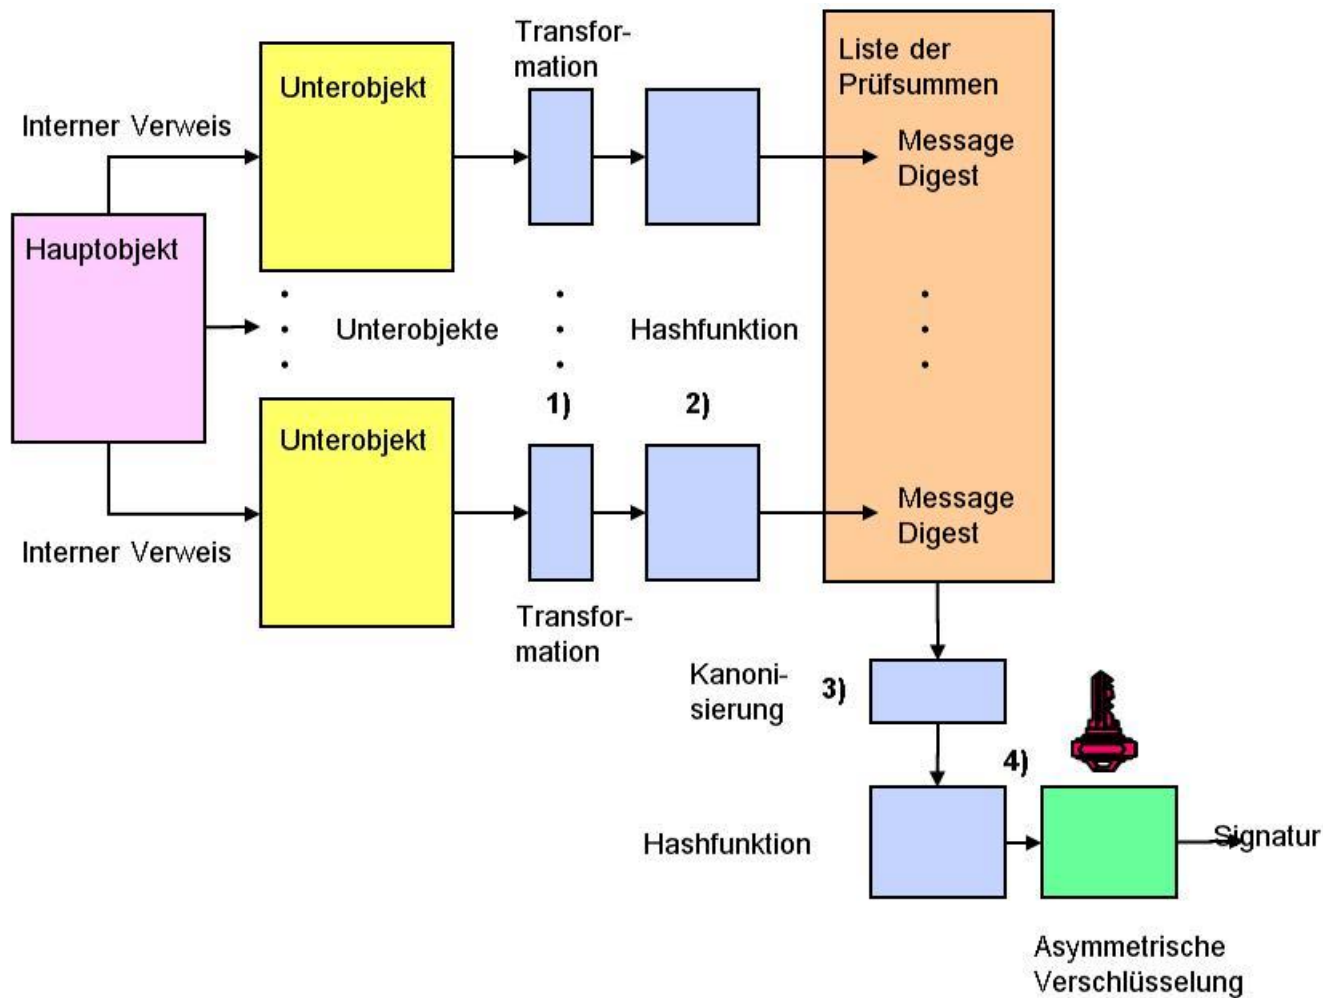 Transfor-
mation
Liste der
Prüfsummen
Unterobjekt
Interner Verweis
Message
Digest
Hauptobjekt
Unterobjekte
Hashfunktion
1)
2)
Unterobjekt
Message
Digest
Interner Verweis
Transfor-
mation
Kanoni-
sierung
3)
4)
Hashfunktion
Signatur
Asymmetrische
Verschlüsselung